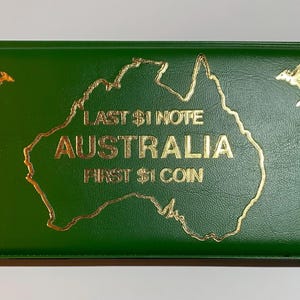 LAST $1 NOTE
AUSTRALIA
FIRST $1 COIN